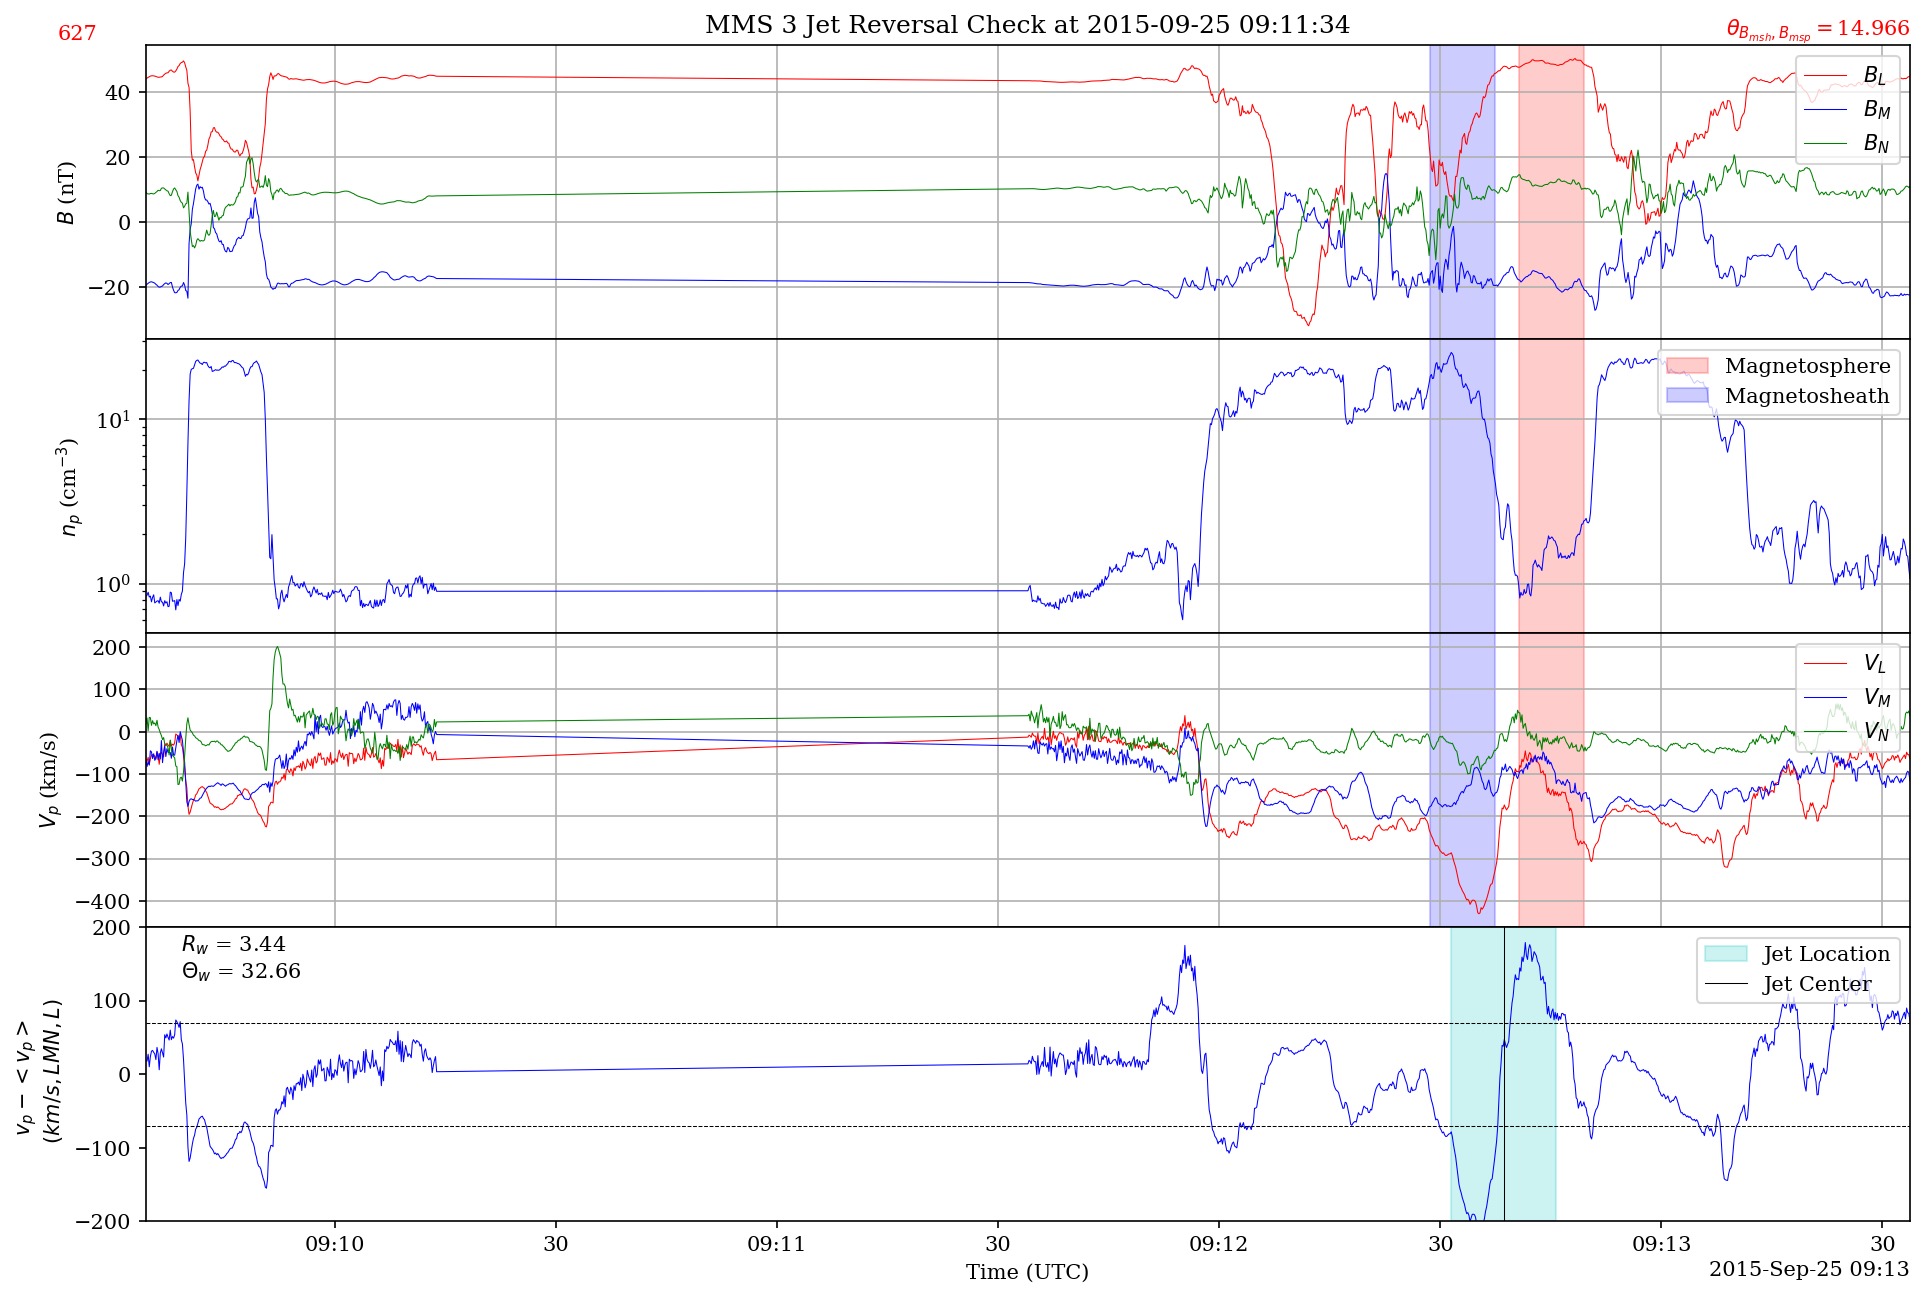 627
MMS 3 Jet Reversal Check at 2015-09-25 09:11:34
θ_{B_{msh}, B_{msp}} = 14.966
40
20
0
−20
B (nT)
B_L
B_M
B_N
10^1
10^0
n_p (cm^{−3})
Magnetosphere
Magnetosheath
200
100
0
−100
−200
−300
−400
V_p (km/s)
V_L
V_M
V_N
200
100
0
−100
−200
v_p − <v_p>
(km/s, LMN, L)
R_w = 3.44
Θ_w = 32.66
Jet Location
Jet Center
09:10
30
09:11
30
09:12
30
09:13
30
Time (UTC)
2015-Sep-25 09:13